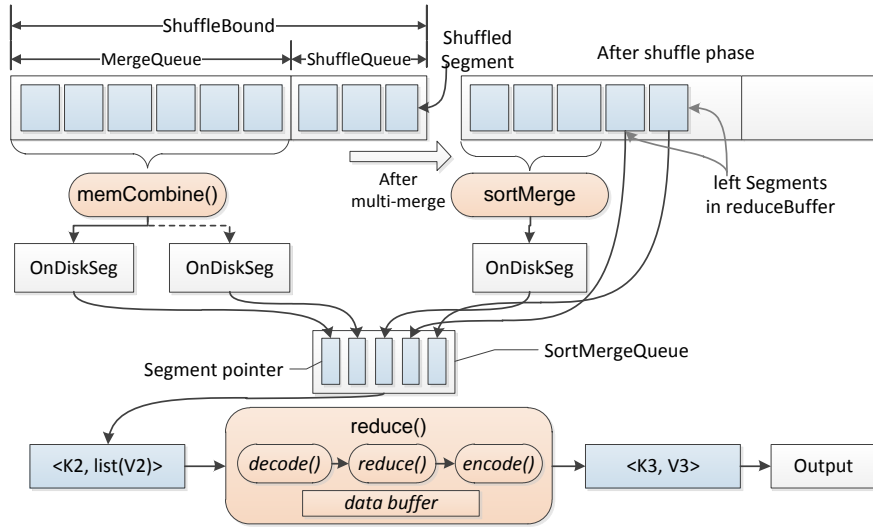 ShuffleBound
MergeQueue
ShuffleQueue
Shuffled
Segment
After shuffle phase
memCombine()
After
multi-merge
sortMerge
left Segments
in reduceBuffer
OnDiskSeg
OnDiskSeg
OnDiskSeg
Segment pointer
SortMergeQueue
reduce()
<K2, list(V2)>
decode()
reduce()
encode()
data buffer
<K3, V3>
Output